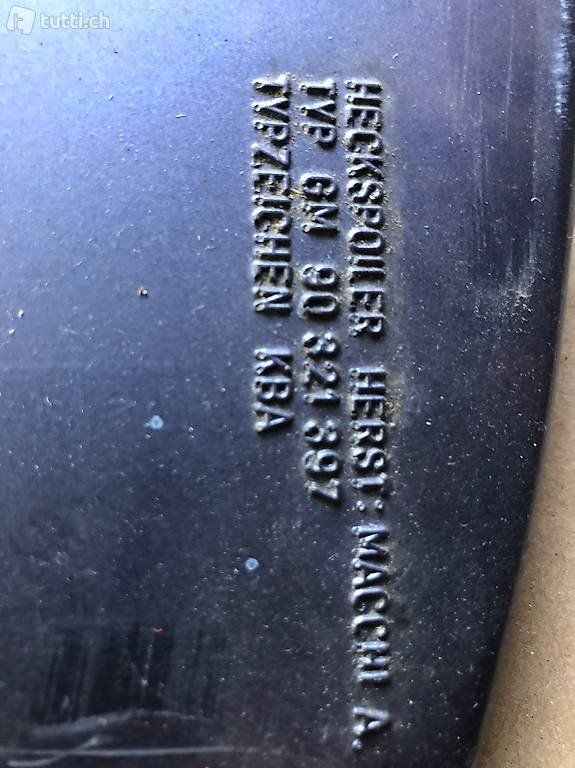 tutti.ch
HECKSPOILER HERST: MACCHI A.
TYP GM 90 321 397
TYPZEICHEN KBA